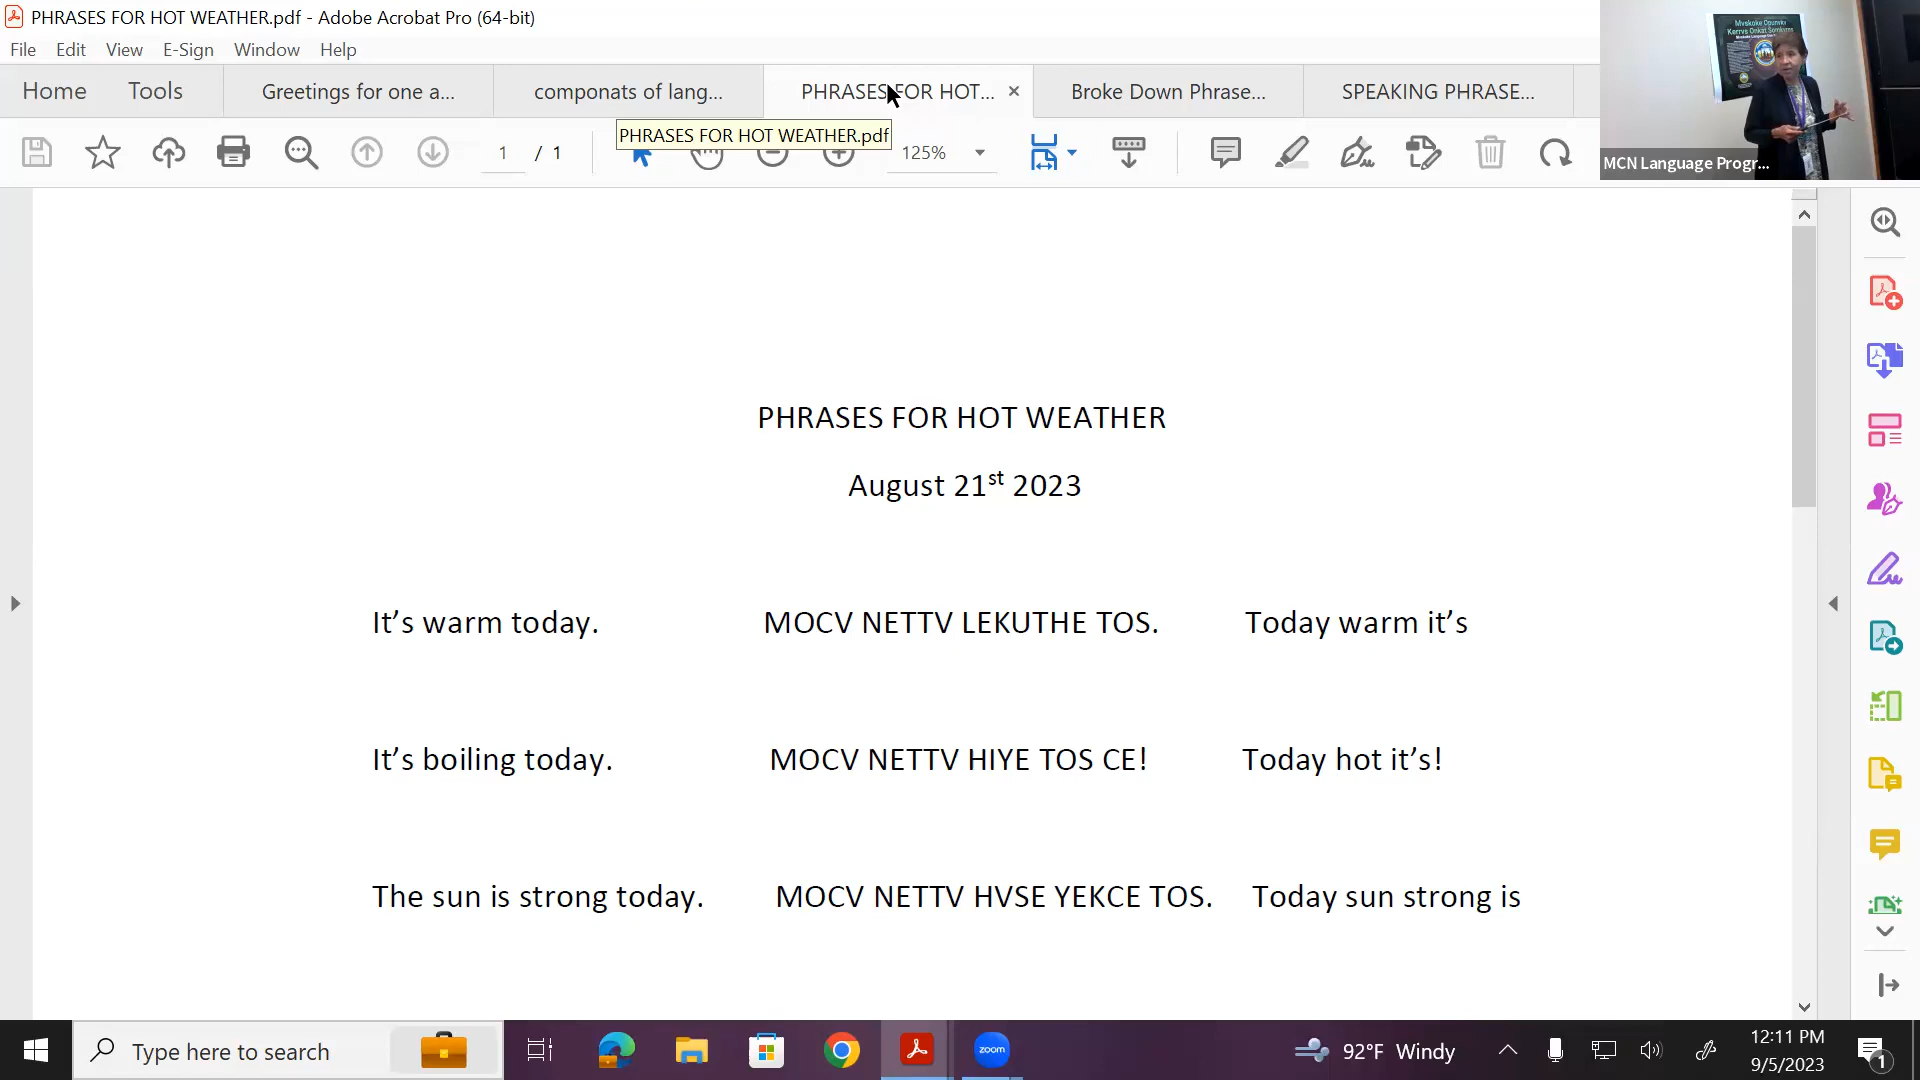 PHRASES FOR HOT WEATHER.pdf - Adobe Acrobat Pro (64-bit)
File Edit View E-Sign Window Help
Home Tools Greetings for one a... componats of lang... PHRASES FOR HOT... × Broke Down Phrase... SPEAKING PHRASE...
PHRASES FOR HOT WEATHER.pdf
1 / 1 125%
Mvskoke Opunvkv
MCN Language Progr...
PHRASES FOR HOT WEATHER
August 21st 2023
It’s warm today. MOCV NETTV LEKUTHE TOS. Today warm it’s
It’s boiling today. MOCV NETTV HIYE TOS CE! Today hot it’s!
The sun is strong today. MOCV NETTV HVSE YEKCE TOS. Today sun strong is
Type here to search zoom 92°F Windy 12:11 PM
9/5/2023 1